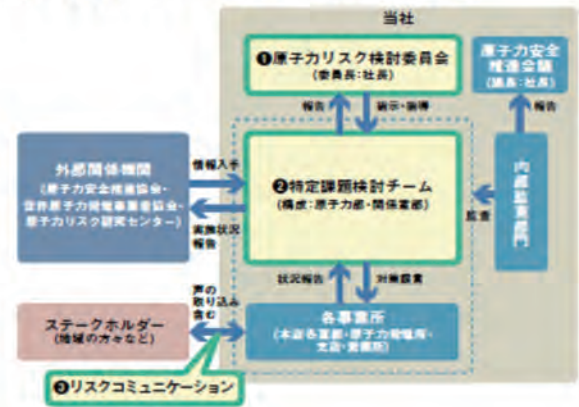 当社
❶原子力リスク検討委員会
(委員長:社長)
原子力安全
推進会議
(議長:社長)
報告
指示・指導
報告
外部関係機関
(原子力安全推進協会・
世界原子力発電事業者協会・
原子力リスク研究センター)
情報入手
実施状況
報告
❷特定課題検討チーム
(構成:原子力部・関係室部)
監査
内部監査部門
状況報告
対策提言
声の
取り込み
含む
ステークホルダー
(地域の方々など)
各事業所
(本店各室部・原子力発電所・
支店・営業所)
❸リスクコミュニケーション